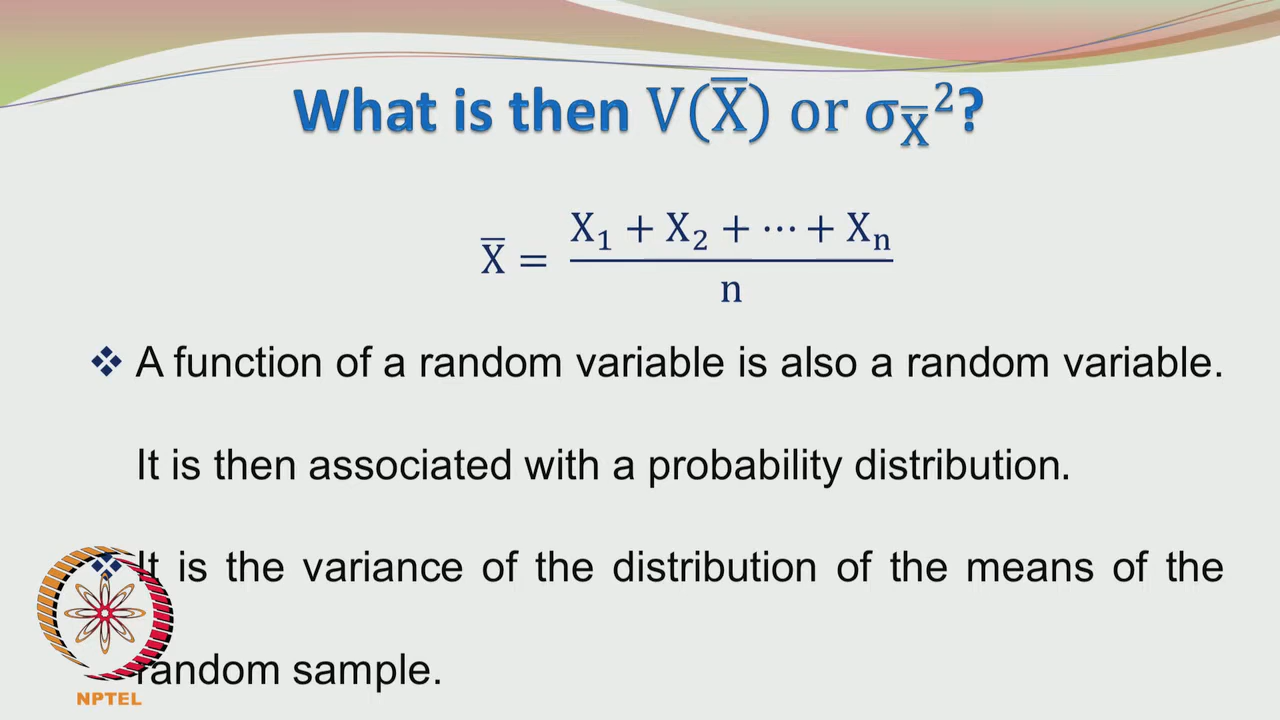 What is then V(X̅) or σ_X̅²?
X̅ = (X₁ + X₂ + ⋯ + Xₙ) / n
❖ A function of a random variable is also a random variable.
It is then associated with a probability distribution.
❖ It is the variance of the distribution of the means of the
random sample.
NPTEL